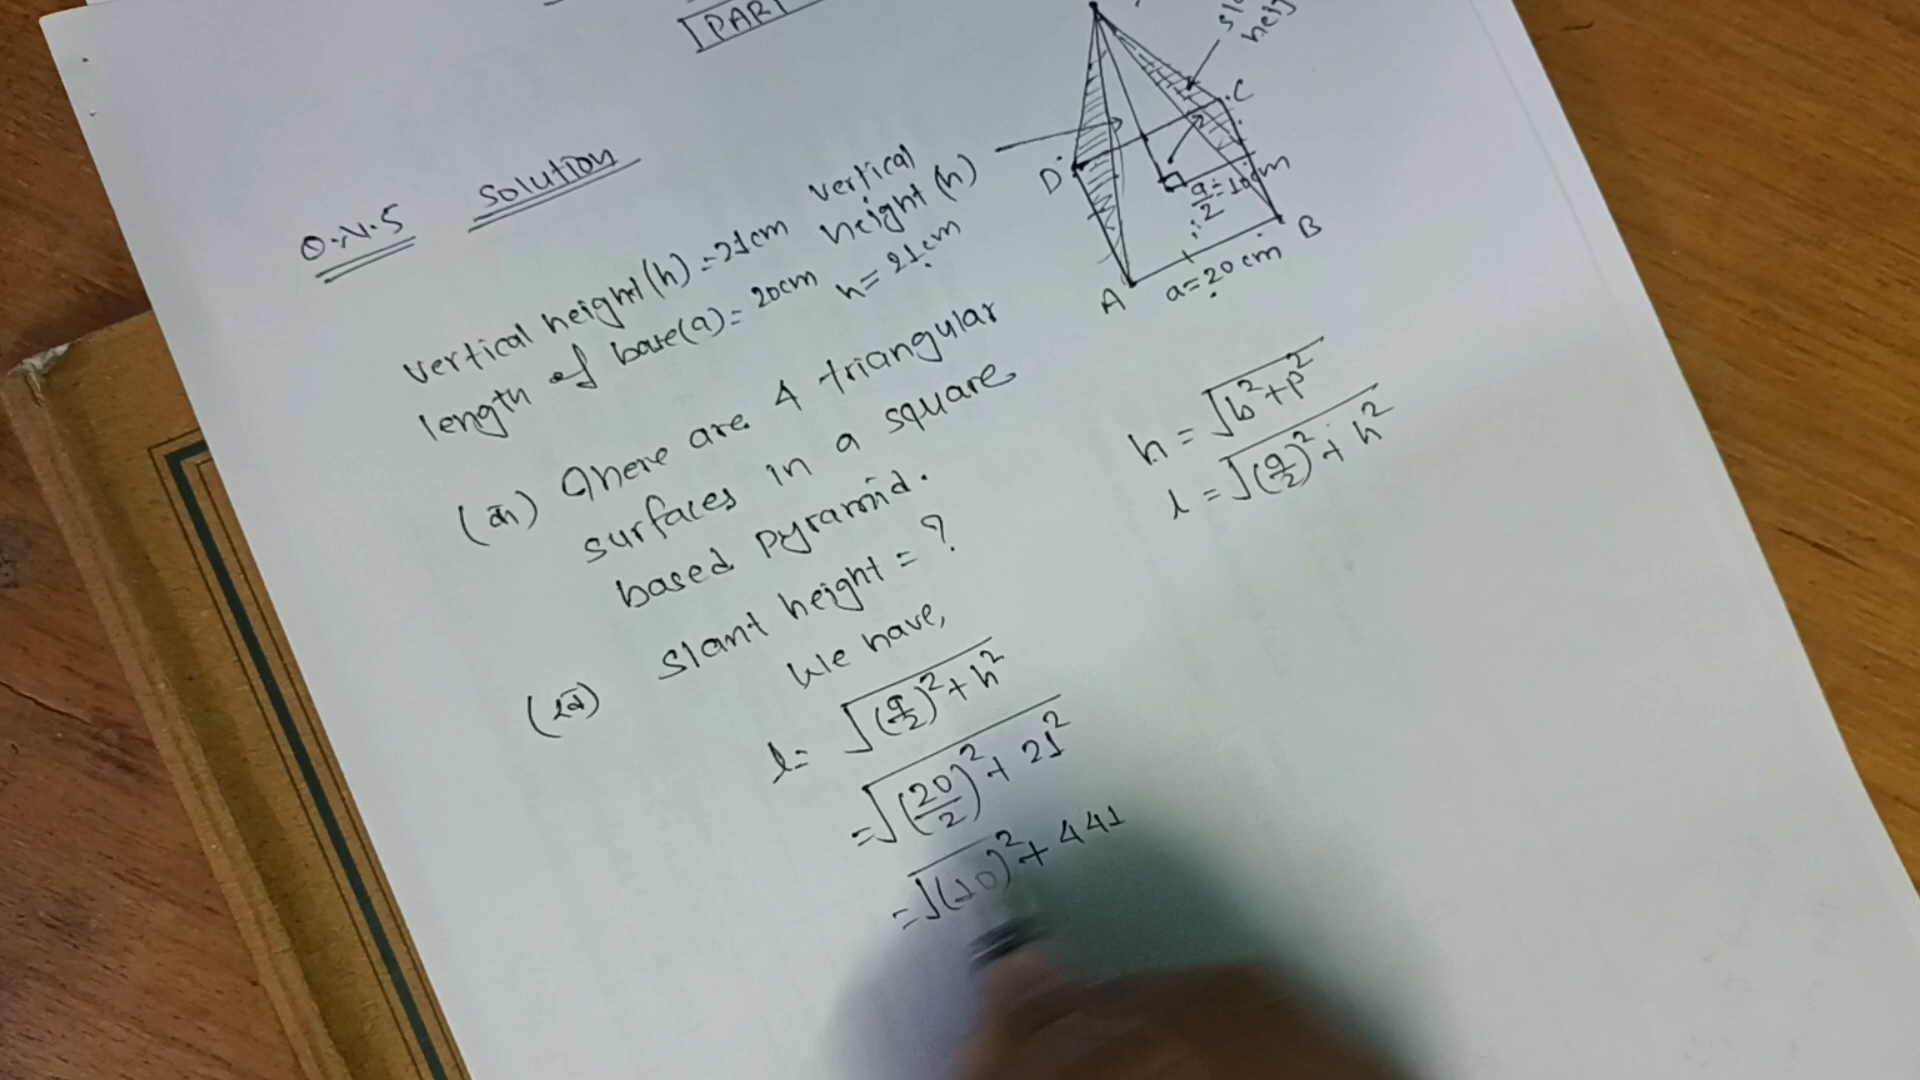 PART
Q.N.5 Solution
vertical height(h)=21cm
length of base(a)= 20cm
vertical
height (h)
h= 21cm
(क) There are 4 triangular
surfaces in a square
based pyramid.
(ख) slant height = ?
We have,
l= √(a/2)²+h²
=√(20/2)²+ 21²
=√(10)²+ 441
D
C
a/2=10cm
A
B
a=20 cm
h = √b²+p²
l = √(a/2)²+ h²